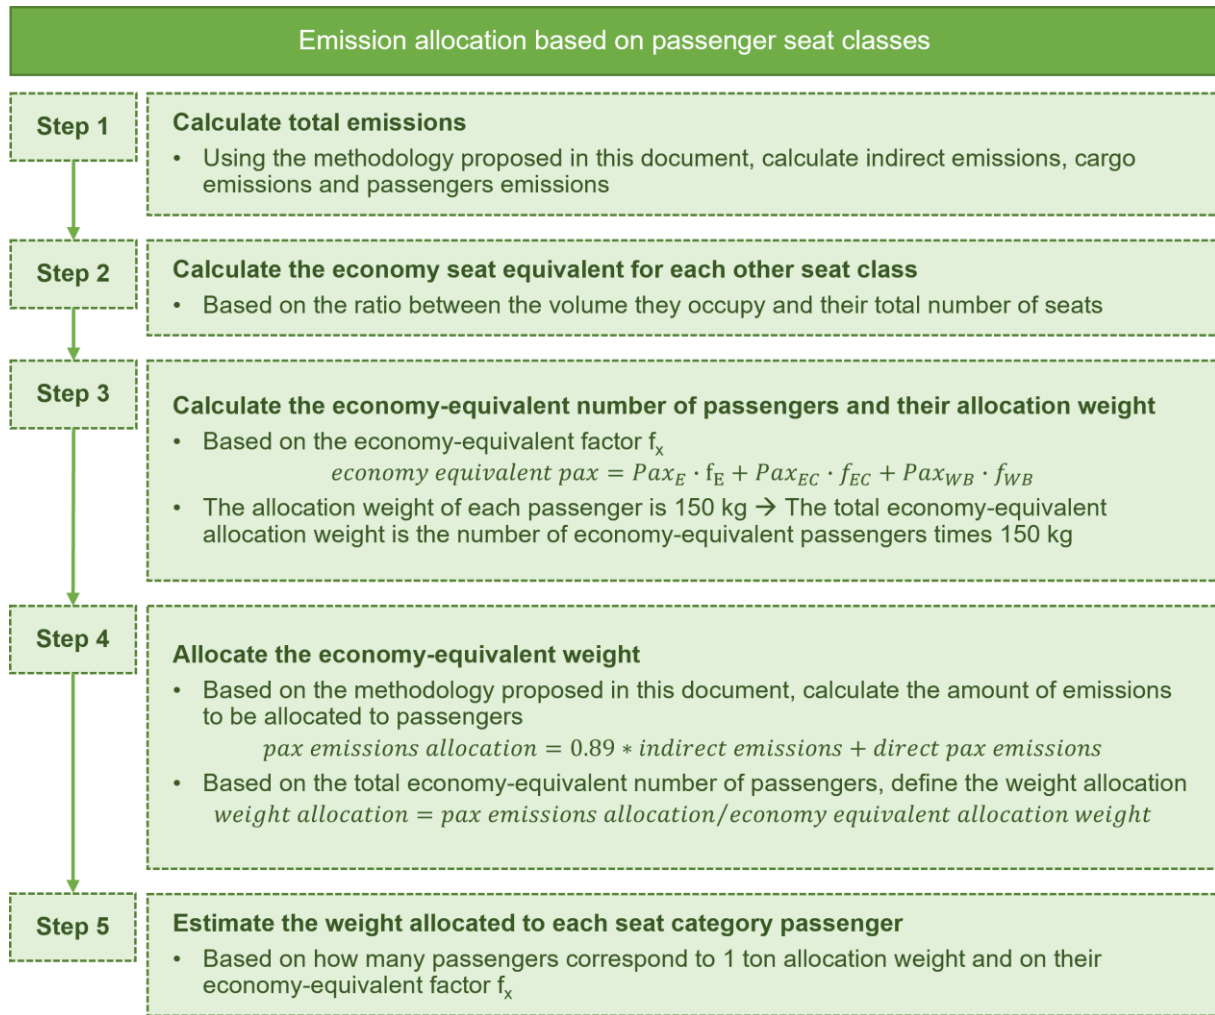 Emission allocation based on passenger seat classes
Step 1
Calculate total emissions
• Using the methodology proposed in this document, calculate indirect emissions, cargo
emissions and passengers emissions
Step 2
Calculate the economy seat equivalent for each other seat class
• Based on the ratio between the volume they occupy and their total number of seats
Step 3
Calculate the economy-equivalent number of passengers and their allocation weight
• Based on the economy-equivalent factor fₓ
economy equivalent pax = Pax_E · f_E + Pax_EC · f_EC + Pax_WB · f_WB
• The allocation weight of each passenger is 150 kg → The total economy-equivalent
allocation weight is the number of economy-equivalent passengers times 150 kg
Step 4
Allocate the economy-equivalent weight
• Based on the methodology proposed in this document, calculate the amount of emissions
to be allocated to passengers
pax emissions allocation = 0.89 * indirect emissions + direct pax emissions
• Based on the total economy-equivalent number of passengers, define the weight allocation
weight allocation = pax emissions allocation/economy equivalent allocation weight
Step 5
Estimate the weight allocated to each seat category passenger
• Based on how many passengers correspond to 1 ton allocation weight and on their
economy-equivalent factor fₓ